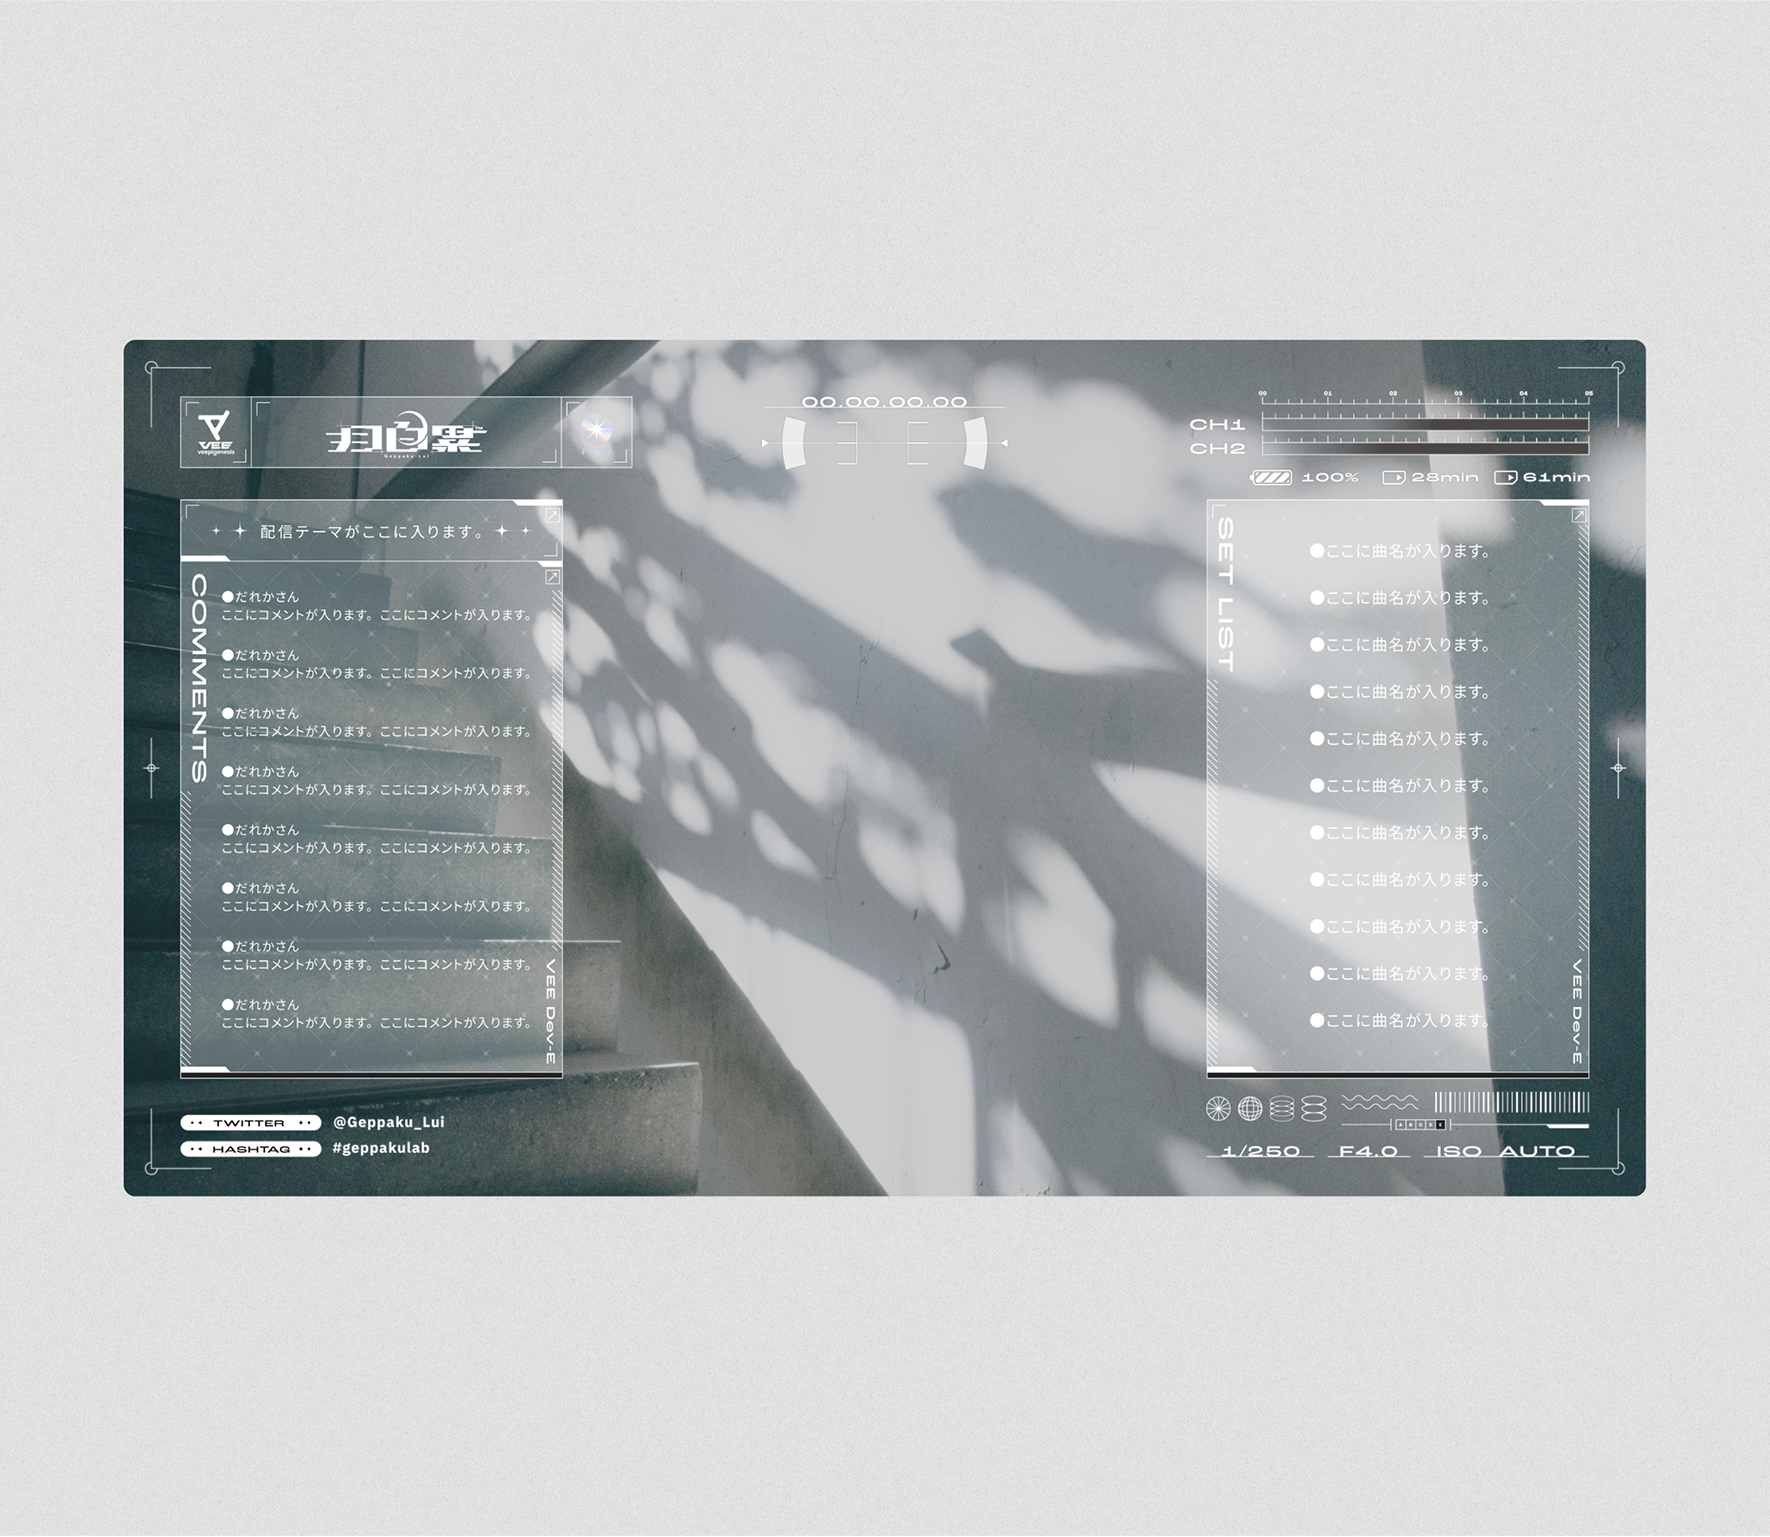 VEE
veepigenesis
月白累
Geppaku Lui
00.00.00.00
00 01 02 03 04 05
CH1
CH2
100% 28min 61min
配信テーマがここに入ります。
COMMENTS
●だれかさん
ここにコメントが入ります。ここにコメントが入ります。
●だれかさん
ここにコメントが入ります。ここにコメントが入ります。
●だれかさん
ここにコメントが入ります。ここにコメントが入ります。
●だれかさん
ここにコメントが入ります。ここにコメントが入ります。
●だれかさん
ここにコメントが入ります。ここにコメントが入ります。
●だれかさん
ここにコメントが入ります。ここにコメントが入ります。
●だれかさん
ここにコメントが入ります。ここにコメントが入ります。
●だれかさん
ここにコメントが入ります。ここにコメントが入ります。
VEE Dev-E
SET LIST
●ここに曲名が入ります。
●ここに曲名が入ります。
●ここに曲名が入ります。
●ここに曲名が入ります。
●ここに曲名が入ります。
●ここに曲名が入ります。
●ここに曲名が入ります。
●ここに曲名が入ります。
●ここに曲名が入ります。
●ここに曲名が入ります。
●ここに曲名が入ります。
VEE Dev-E
TWITTER @Geppaku_Lui
HASHTAG #geppakulab
1/250 F4.0 ISO AUTO